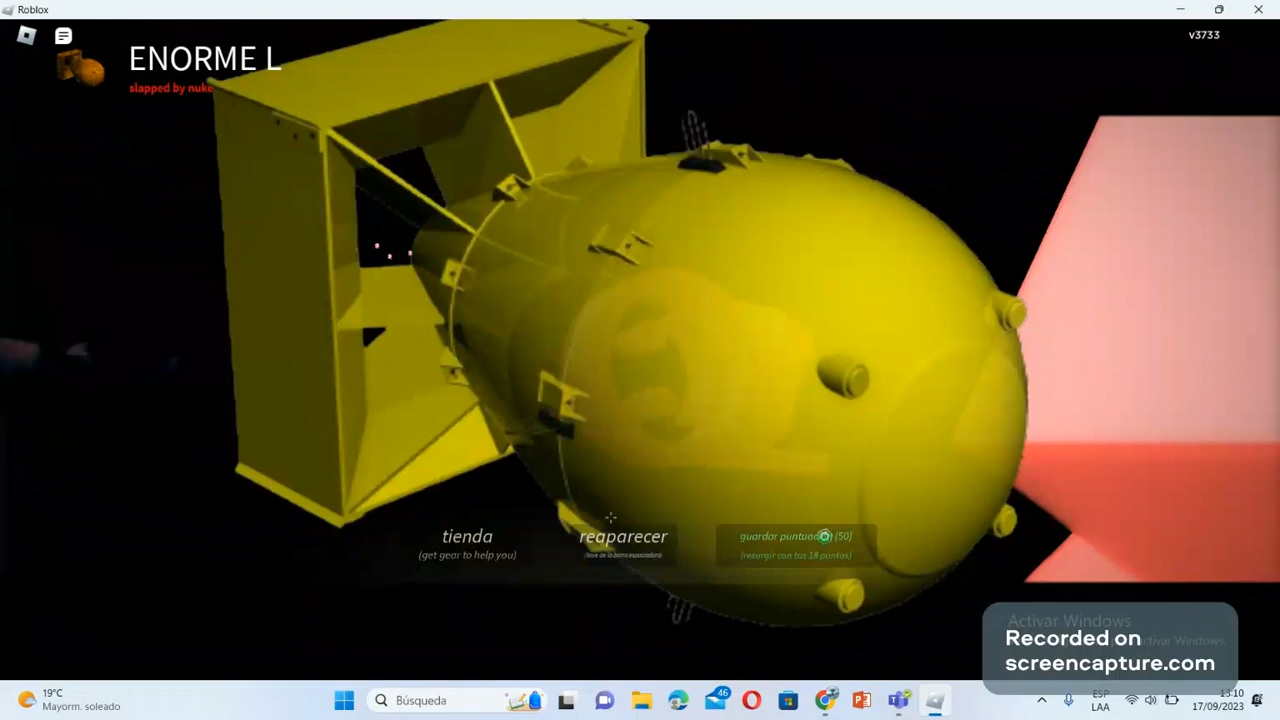 Roblox
v3733
ENORME L
slapped by nuke
tienda
(get gear to help you)
reaparecer
guardar (50)
(resurgir con tus 18 puntos)
Activar Windows
Recorded on
screencapture.com
activar Windows.
19°C
Mayorm. soleado
Búsqueda
46
ESP
LAA
13:10
17/09/2023